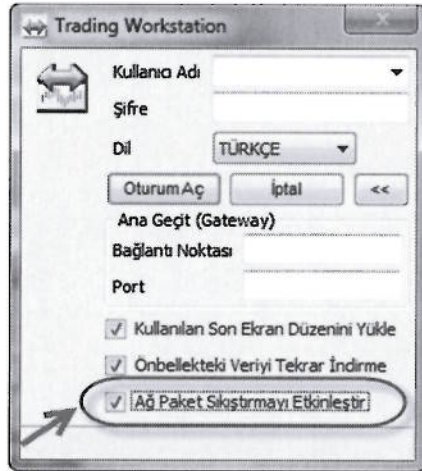 Trading Workstation
Kullanıcı Adı
Şifre
Dil TÜRKÇE
Oturum Aç İptal <<
Ana Geçit (Gateway)
Bağlantı Noktası
Port
Kullanılan Son Ekran Düzenini Yükle
Önbellekteki Veriyi Tekrar İndirme
Ağ Paket Sıkıştırmayı Etkinleştir